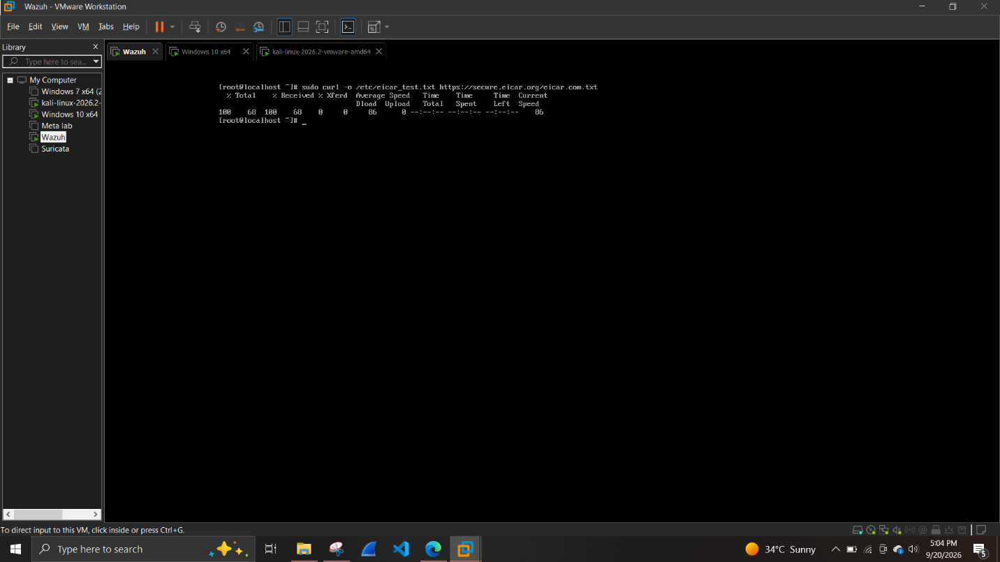 Wazuh - VMware Workstation
File Edit View VM Tabs Help
Library
Type here to sea...
My Computer
Windows 7 x64 (2
kali-linux-2026.2-
Windows 10 x64
Meta lab
Wazuh
Suricata
Wazuh
Windows 10 x64
kali-linux-2026.2-vmware-amd64
[root@localhost ~]# sudo curl -o /etc/eicar_test.txt https://secure.eicar.org/eicar.com.txt
% Total % Received % Xferd Average Speed Time Time Time Current
Dload Upload Total Spent Left Speed
100 68 100 68 0 0 86 0 --:--:-- --:--:-- --:--:-- 86
[root@localhost ~]# _
To direct input to this VM, click inside or press Ctrl+G.
Type here to search
34°C Sunny
5:04 PM
9/20/2026
5